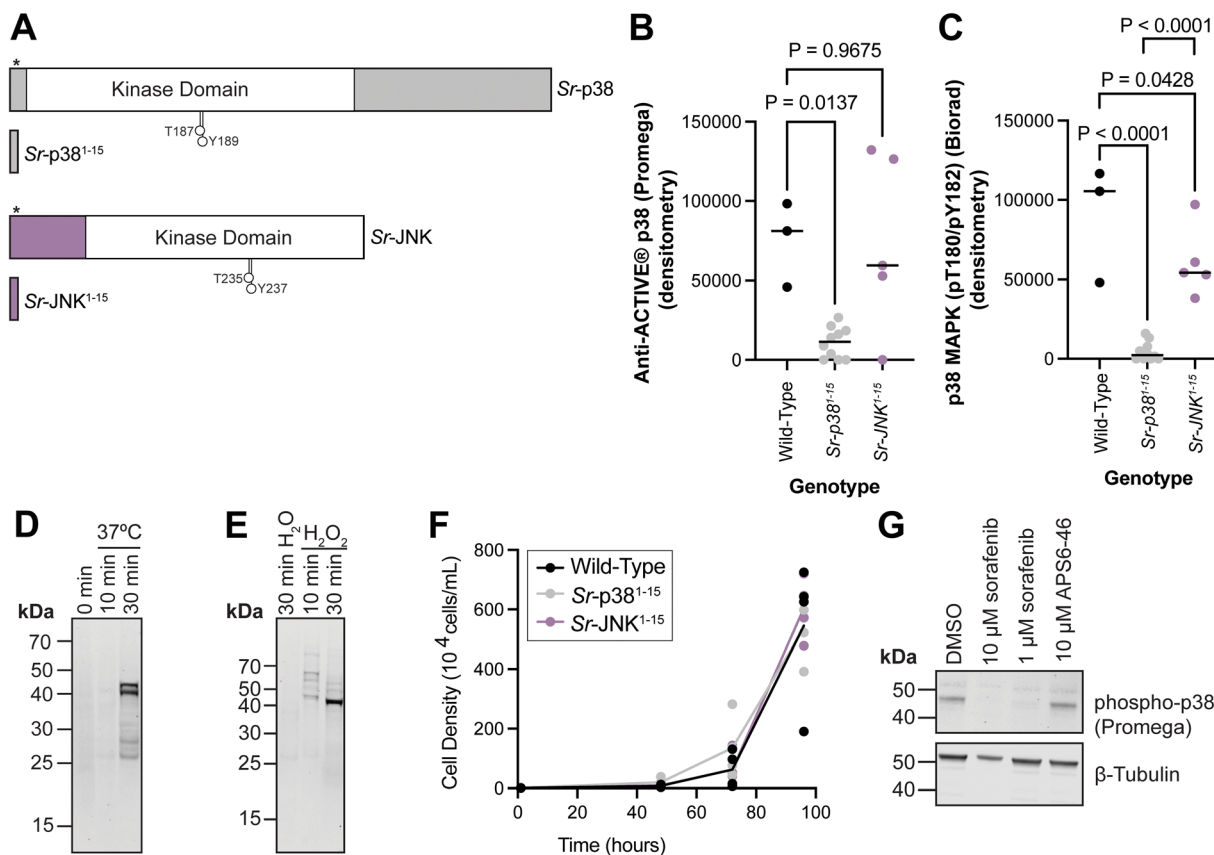 A
*
Kinase Domain
Sr-p38
T187
Y189
Sr-p38¹⁻¹⁵
*
Kinase Domain
Sr-JNK
T235
Y237
Sr-JNK¹⁻¹⁵
B
P = 0.9675
P = 0.0137
Anti-ACTIVE® p38 (Promega)
(densitometry)
150000
100000
50000
0
Wild-Type
Sr-p38¹⁻¹⁵
Sr-JNK¹⁻¹⁵
Genotype
C
P < 0.0001
P = 0.0428
P < 0.0001
p38 MAPK (pT180/pY182) (Biorad)
(densitometry)
150000
100000
50000
0
Wild-Type
Sr-p38¹⁻¹⁵
Sr-JNK¹⁻¹⁵
Genotype
D
37ºC
0 min
10 min
30 min
kDa
70
50
40
30
25
15
E
H₂O₂
30 min H₂O
10 min
30 min
kDa
70
50
40
30
25
15
F
Wild-Type
Sr-p38¹⁻¹⁵
Sr-JNK¹⁻¹⁵
Cell Density (10⁴ cells/mL)
800
600
400
200
0
0 20 40 60 80 100
Time (hours)
G
DMSO
10 µM sorafenib
1 µM sorafenib
10 µM APS6-46
kDa
50
40
phospho-p38
(Promega)
50
40
β-Tubulin